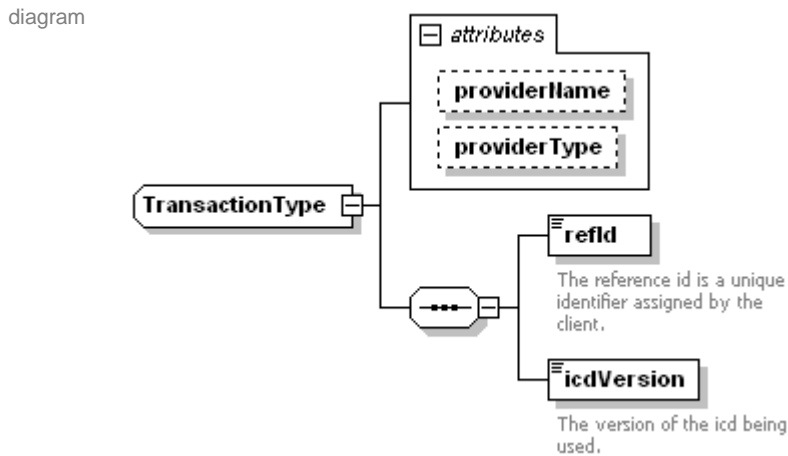 diagram
attributes
providerName
providerType
TransactionType
refId
The reference id is a unique
identifier assigned by the
client.
icdVersion
The version of the icd being
used.